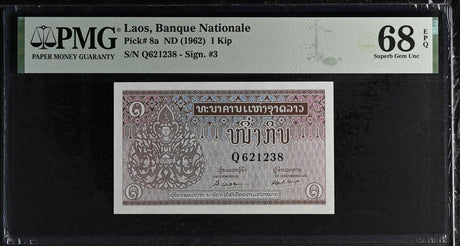 PMG
PAPER MONEY GUARANTY
Laos, Banque Nationale
Pick# 8a ND (1962) 1 Kip
S/N Q621238 - Sign. #3
68 EPQ
Superb Gem Unc
ທະນາຄານແຫ່ງຊາດລາວ
ໜຶ່ງກີບ
Q621238
໑
໑